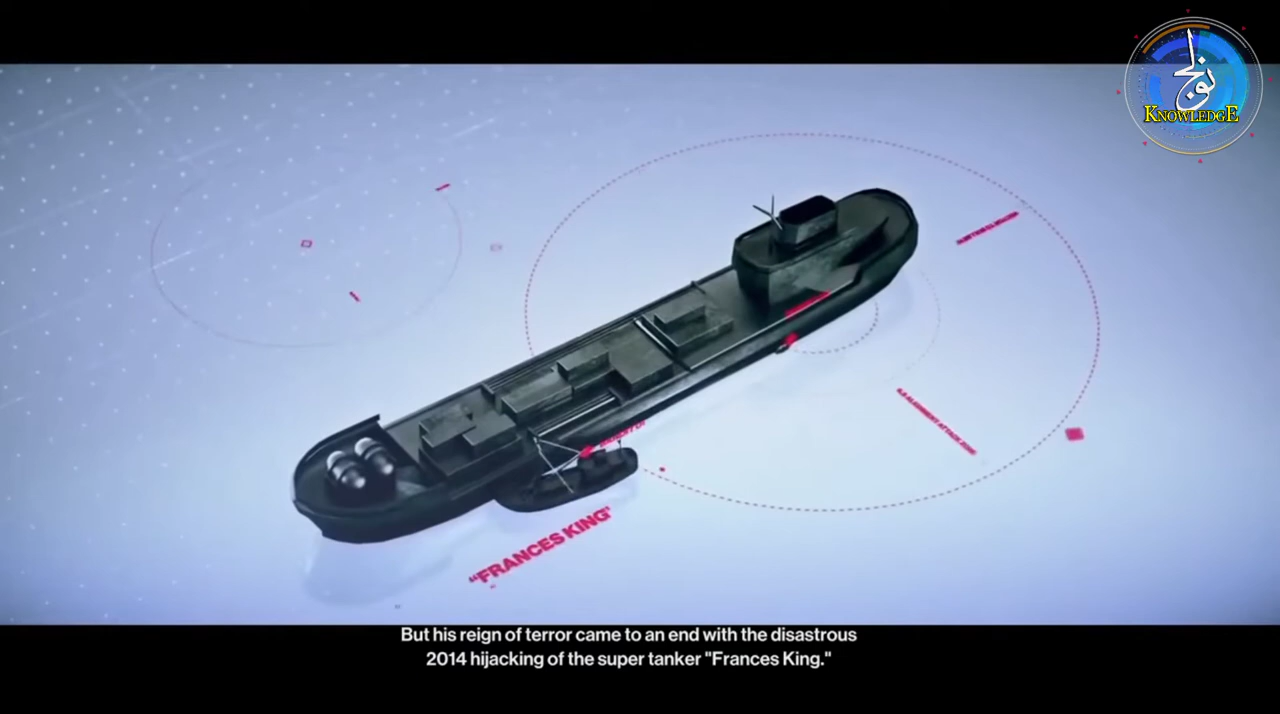 نولج
KNOWLEDGE
"FRANCES KING"
But his reign of terror came to an end with the disastrous
2014 hijacking of the super tanker "Frances King."